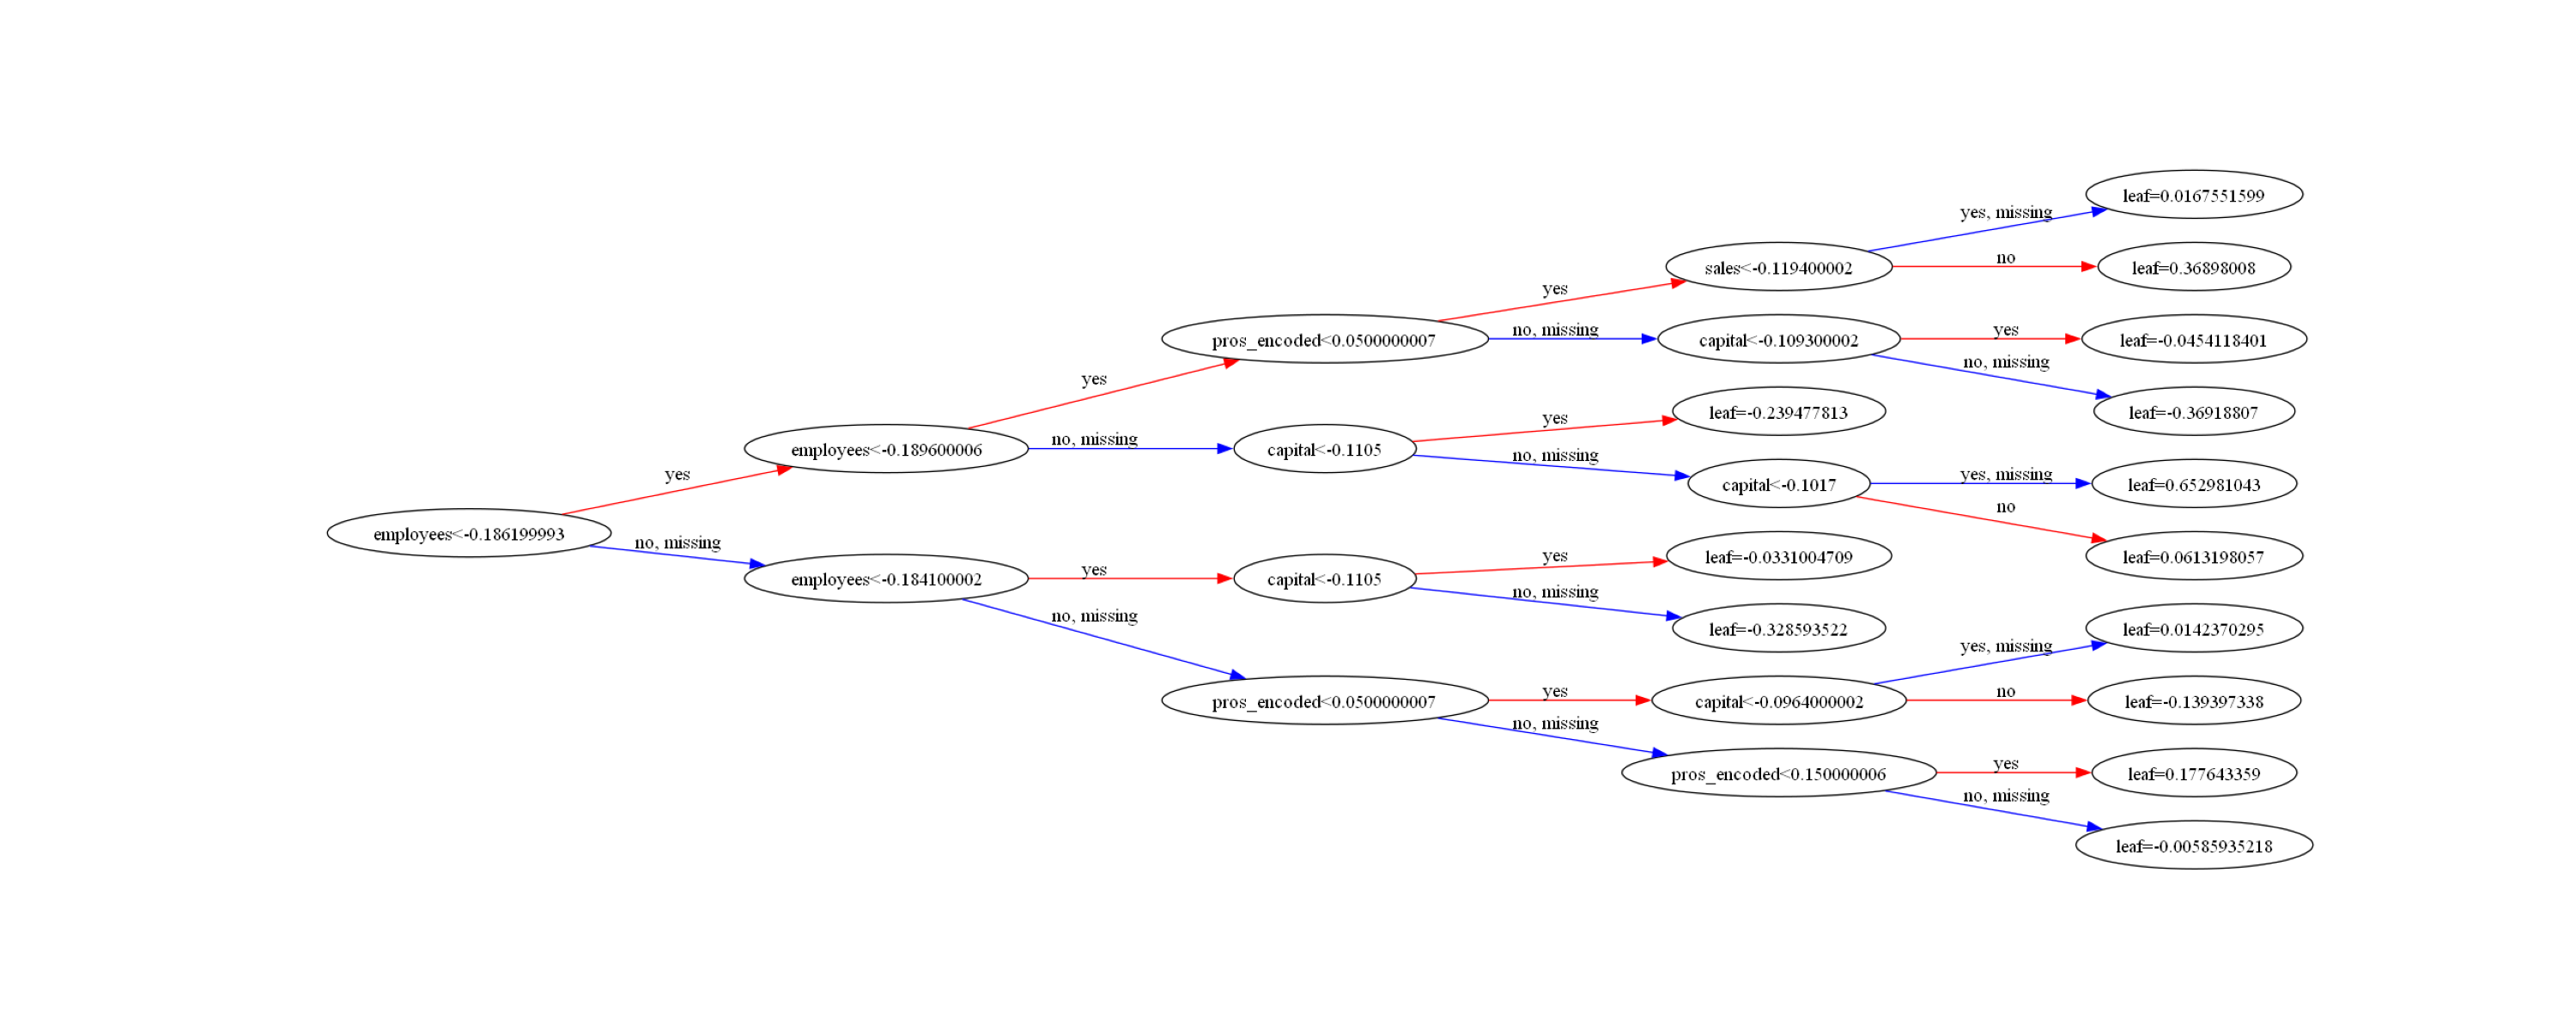 yes, missing
leaf=0.0167551599
sales<-0.119400002
no
leaf=0.36898008
yes
pros_encoded<0.0500000007
no, missing
capital<-0.109300002
yes
leaf=-0.0454118401
no, missing
leaf=-0.36918807
yes
employees<-0.189600006
no, missing
capital<-0.1105
yes
leaf=-0.239477813
no, missing
capital<-0.1017
yes, missing
leaf=0.652981043
no
leaf=0.0613198057
yes
employees<-0.186199993
no, missing
employees<-0.184100002
yes
capital<-0.1105
yes
leaf=-0.0331004709
no, missing
leaf=-0.328593522
no, missing
pros_encoded<0.0500000007
yes
capital<-0.0964000002
yes, missing
leaf=0.0142370295
no
leaf=-0.139397338
no, missing
pros_encoded<0.150000006
yes
leaf=0.177643359
no, missing
leaf=-0.00585935218